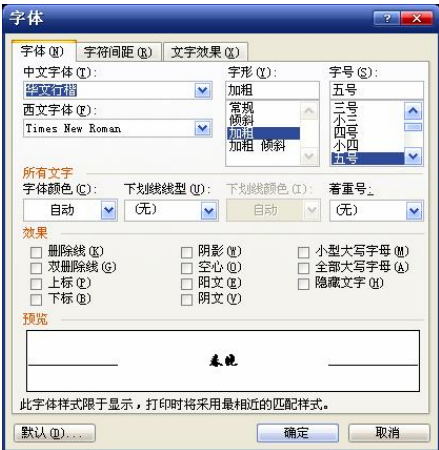 字体
字体(N) 字符间距(R) 文字效果(X)
中文字体(T): 字形(Y): 字号(S):
华文行楷 加粗 五号
西文字体(F): 常规 三号
Times New Roman 倾斜 小三
加粗 四号
加粗 倾斜 小四
五号
所有文字
字体颜色(C): 下划线线型(U): 下划线颜色(I): 着重号:
自动 (无) 自动 (无)
效果
删除线(K) 阴影(W) 小型大写字母(M)
双删除线(G) 空心(O) 全部大写字母(A)
上标(P) 阳文(E) 隐藏文字(H)
下标(B) 阴文(V)
预览
春晓
此字体样式限于显示，打印时将采用最相近的匹配样式。
默认(D)... 确定 取消